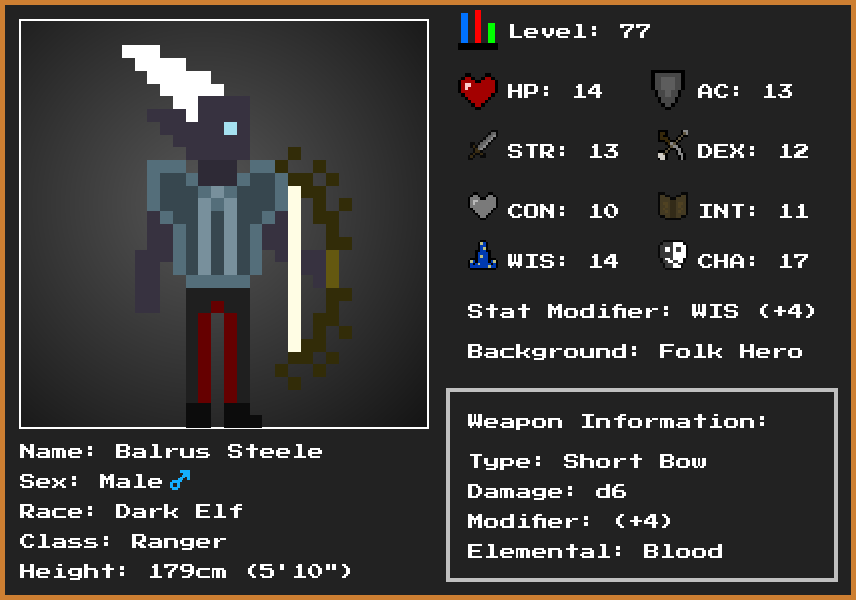 Level: 77
HP: 14
AC: 13
STR: 13
DEX: 12
CON: 10
INT: 11
WIS: 14
CHA: 17
Stat Modifier: WIS (+4)
Background: Folk Hero
Weapon Information:
Type: Short Bow
Damage: d6
Modifier: (+4)
Elemental: Blood
Name: Balrus Steele
Sex: Male♂
Race: Dark Elf
Class: Ranger
Height: 179cm (5'10")